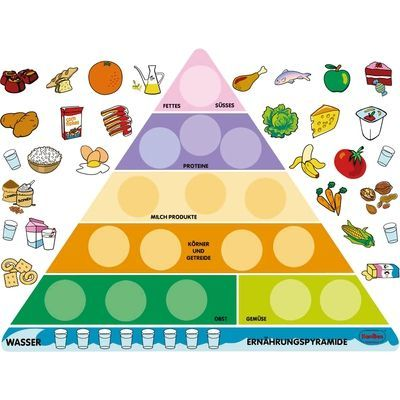 FETTES SÜSSES
PROTEINE
MILCH PRODUKTE
KÖRNER
UND
GETREIDE
OBST GEMÜSE
WASSER ERNÄHRUNGSPYRAMIDE